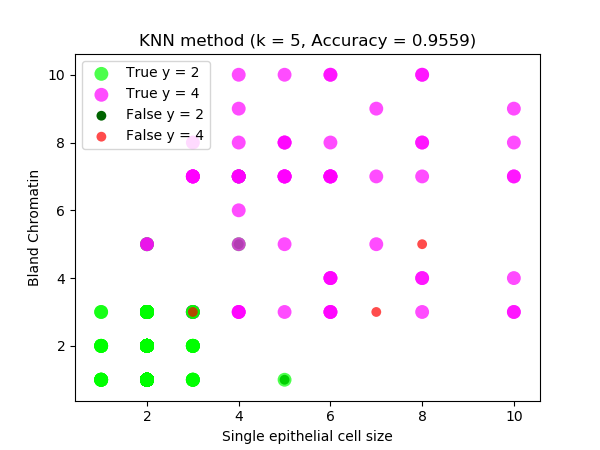 KNN method (k = 5, Accuracy = 0.9559)
True y = 2
True y = 4
False y = 2
False y = 4
10
8
6
4
2
Bland Chromatin
2 4 6 8 10
Single epithelial cell size